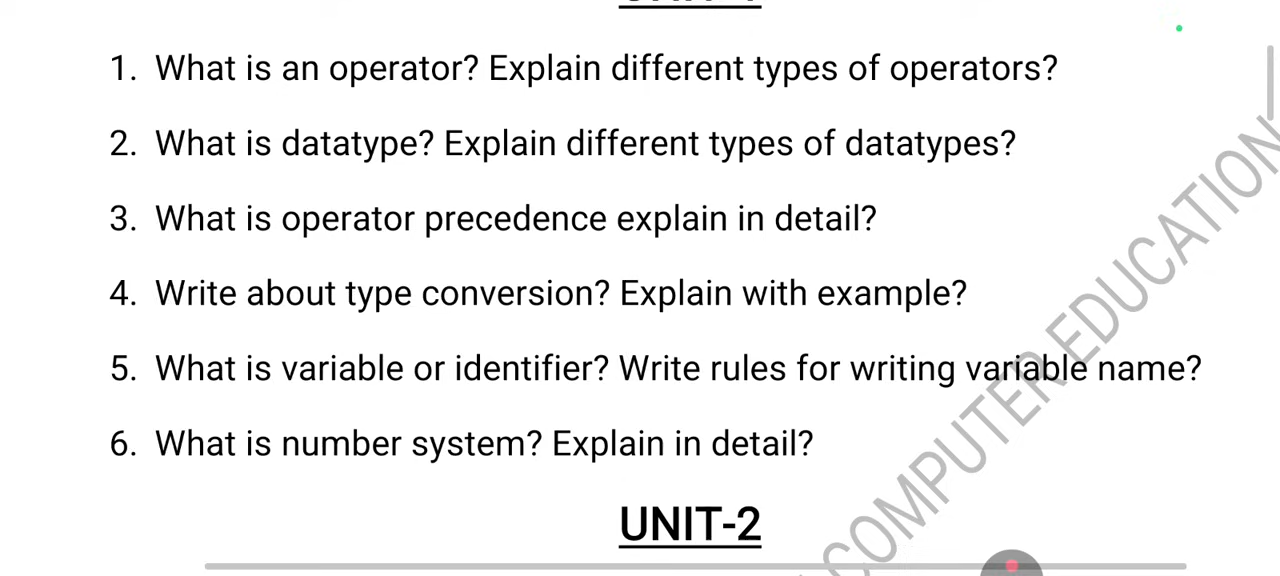 1. What is an operator? Explain different types of operators?
2. What is datatype? Explain different types of datatypes?
3. What is operator precedence explain in detail?
4. Write about type conversion? Explain with example?
5. What is variable or identifier? Write rules for writing variable name?
6. What is number system? Explain in detail?
UNIT-2
COMPUTER EDUCATION